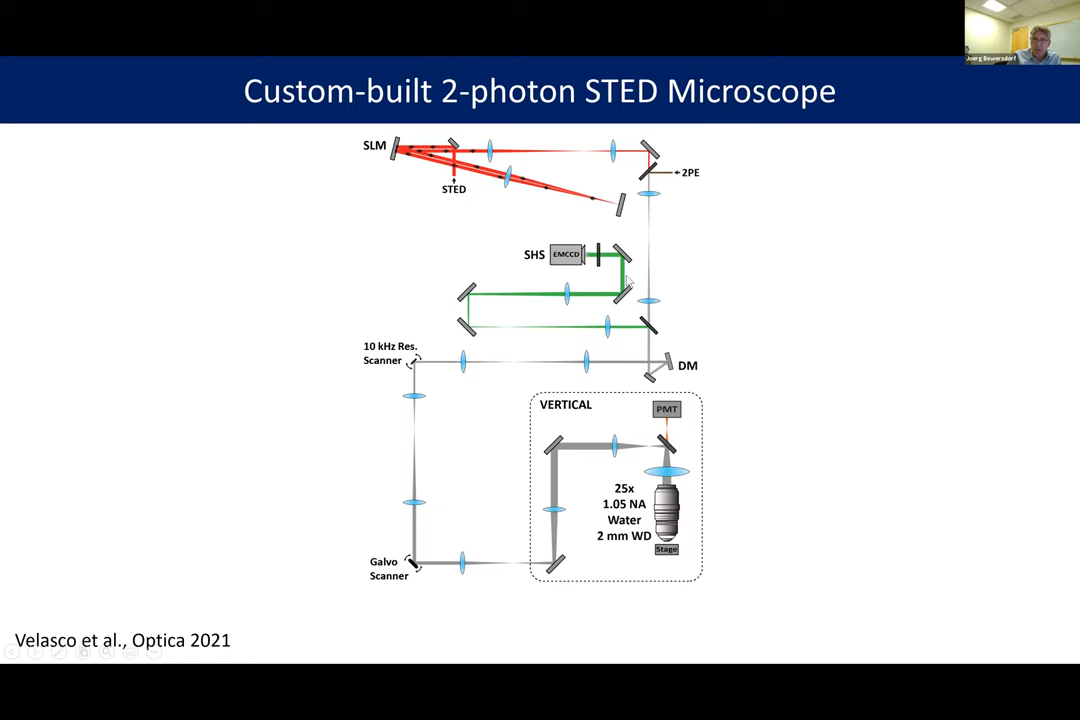 Joerg Bewersdorf
Custom-built 2-photon STED Microscope
SLM
STED
2PE
SHS
EMCCD
10 kHz Res.
Scanner
DM
VERTICAL
PMT
25x
1.05 NA
Water
2 mm WD
Stage
Galvo
Scanner
Velasco et al., Optica 2021